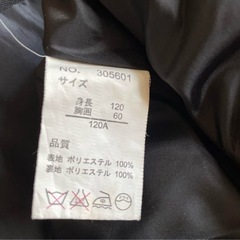 NO. 305601
サイズ
身長 120
胸囲 60
120A
品質
表地 ポリエステル 100%
裏地 ポリエステル 100%